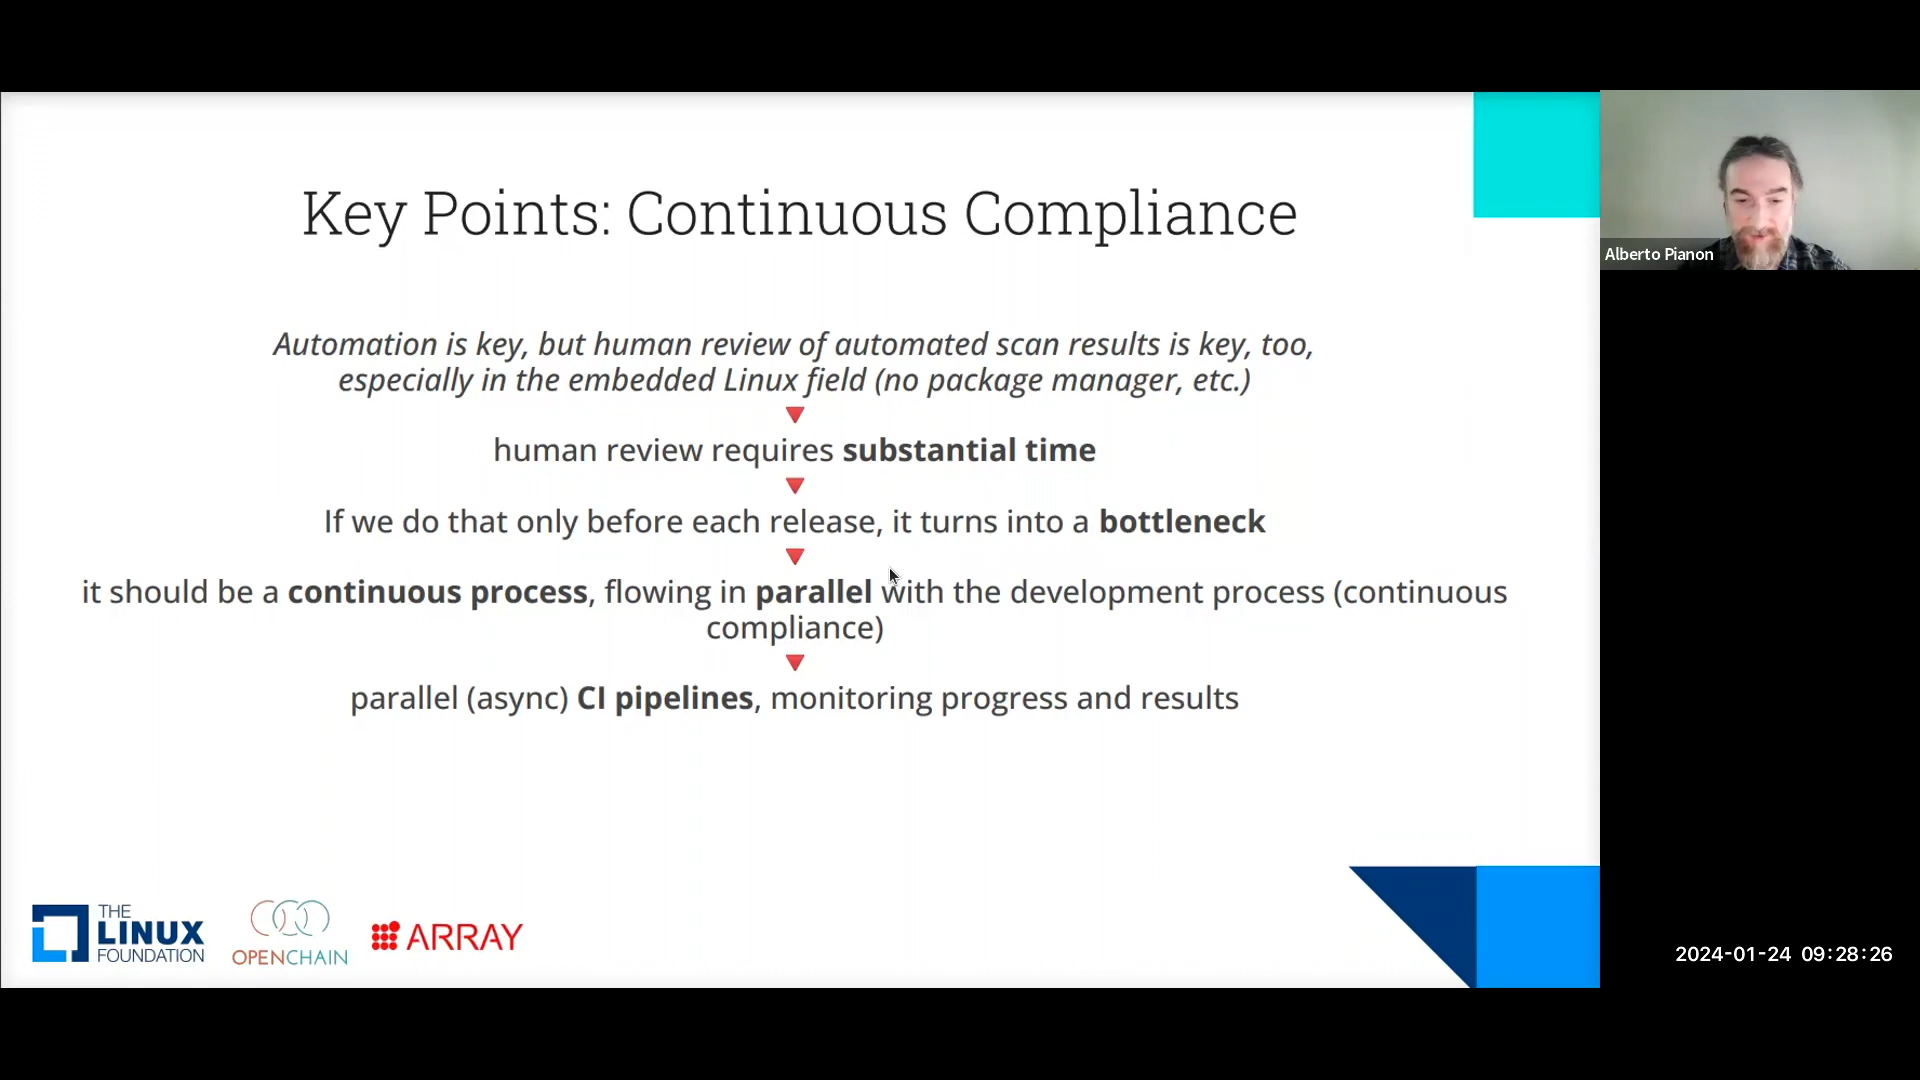 Key Points: Continuous Compliance
Automation is key, but human review of automated scan results is key, too,
especially in the embedded Linux field (no package manager, etc.)
human review requires substantial time
If we do that only before each release, it turns into a bottleneck
it should be a continuous process, flowing in parallel with the development process (continuous
compliance)
parallel (async) CI pipelines, monitoring progress and results
THE
LINUX
FOUNDATION
OPENCHAIN
ARRAY
Alberto Pianon
2024-01-24 09:28:26